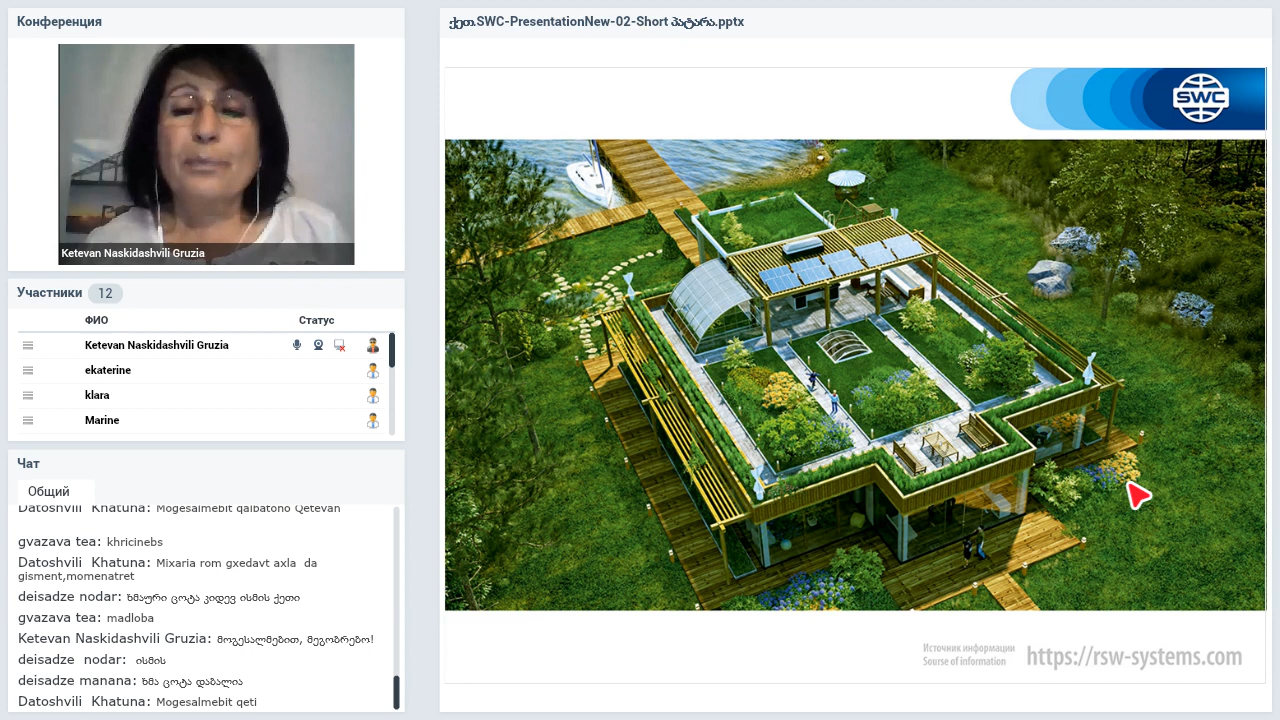 Конференция
Ketevan Naskidashvili Gruzia
Участники 12
ФИО Статус
Ketevan Naskidashvili Gruzia
ekaterine
klara
Marine
Чат
Общий
Datoshvili Khatuna: Mogesalmebit qalbatono Qetevan
gvazava tea: khricinebs
Datoshvili Khatuna: Mixaria rom gxedavt axla da
gisment,momenatret
deisadze nodar: ხმაური ცოტა კიდევ ისმის ქეთი
gvazava tea: madloba
Ketevan Naskidashvili Gruzia: მოგესალმებით, მეგობრებო!
deisadze nodar: ისმის
deisadze manana: ხმა ცოტა დაბალია
Datoshvili Khatuna: Mogesalmebit qeti
ქეთ.SWC-PresentationNew-02-Short პატარა.pptx
SWC
Источник информации
Sourse of information
https://rsw-systems.com